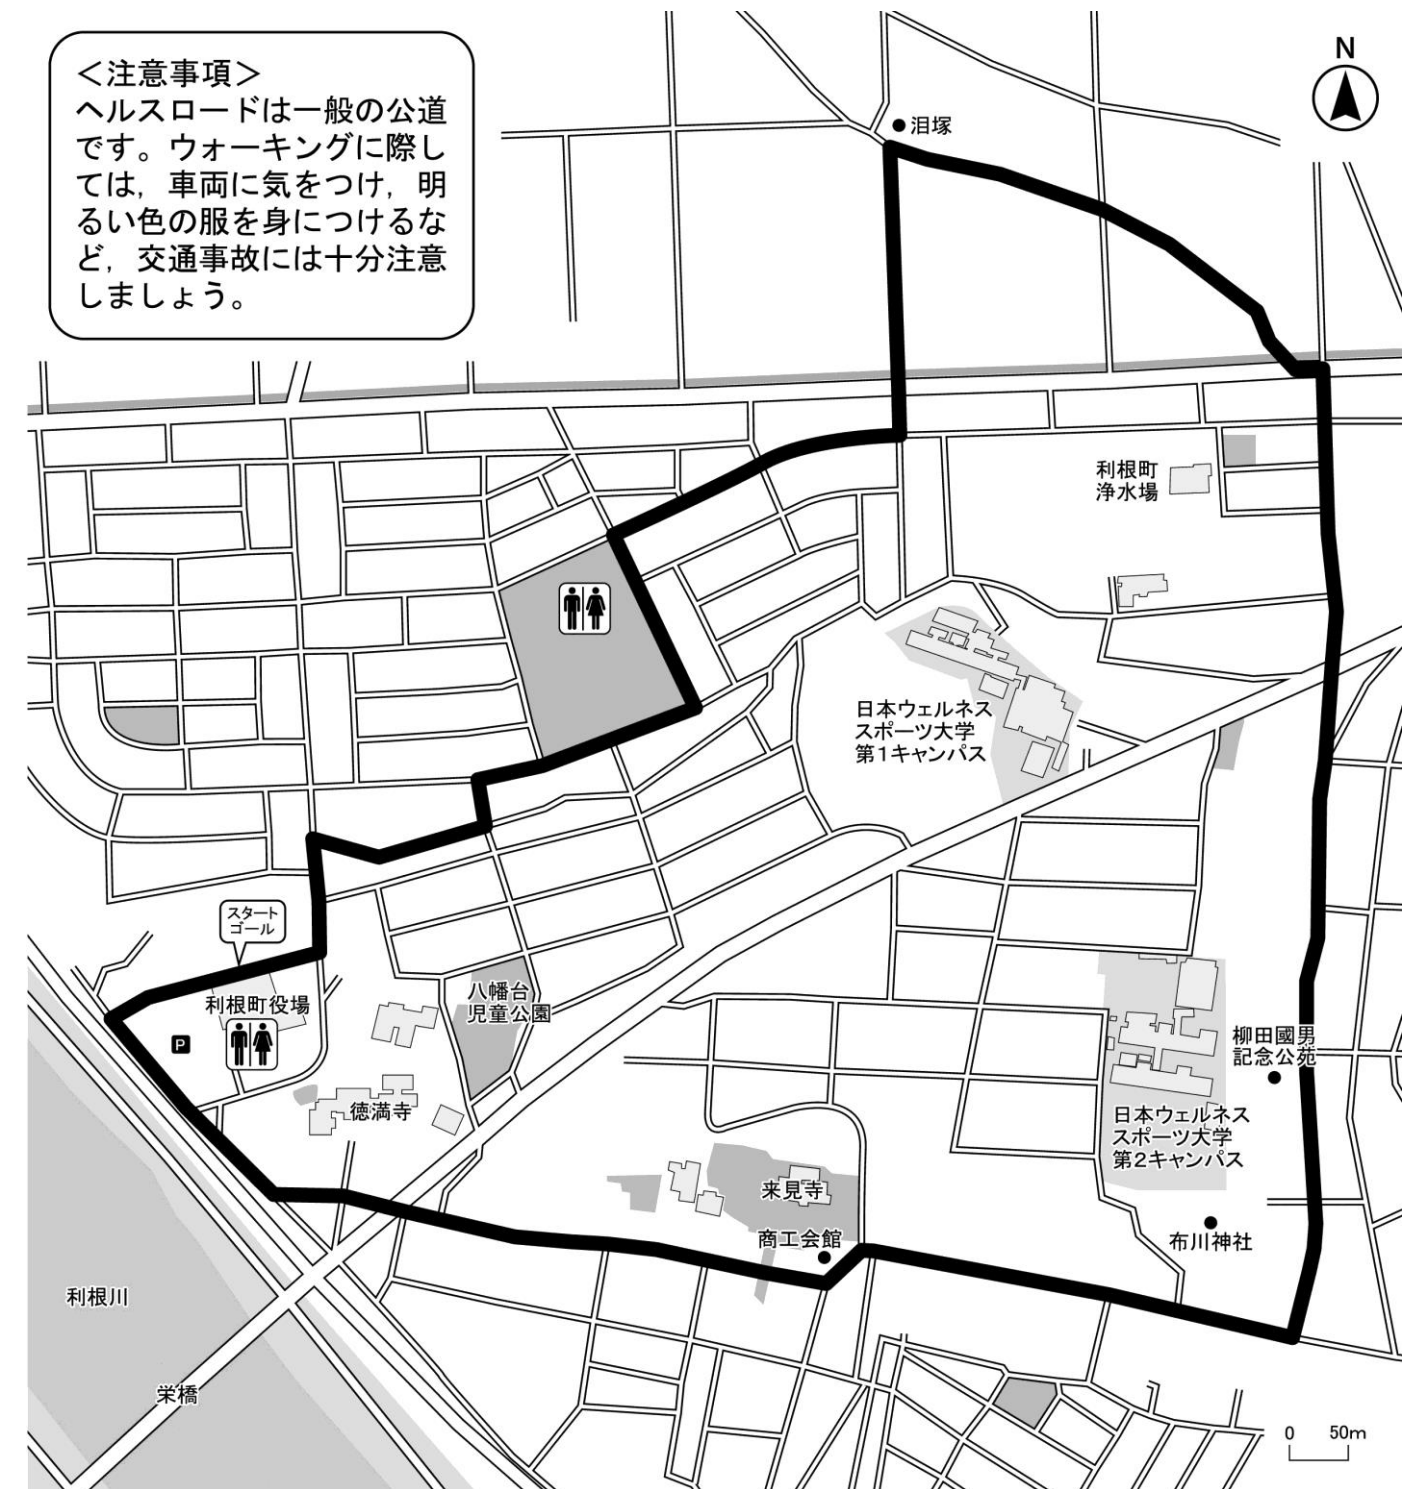 <注意事項>
ヘルスロードは一般の公道
です。ウォーキングに際し
ては，車両に気をつけ，明
るい色の服を身につけるな
ど，交通事故には十分注意
しましょう。
N
泪塚
利根町
浄水場
日本ウェルネス
スポーツ大学
第1キャンパス
スタート
ゴール
利根町役場
P
八幡台
児童公園
徳満寺
柳田國男
記念公苑
日本ウェルネス
スポーツ大学
第2キャンパス
来見寺
商工会館
布川神社
利根川
栄橋
0 50m